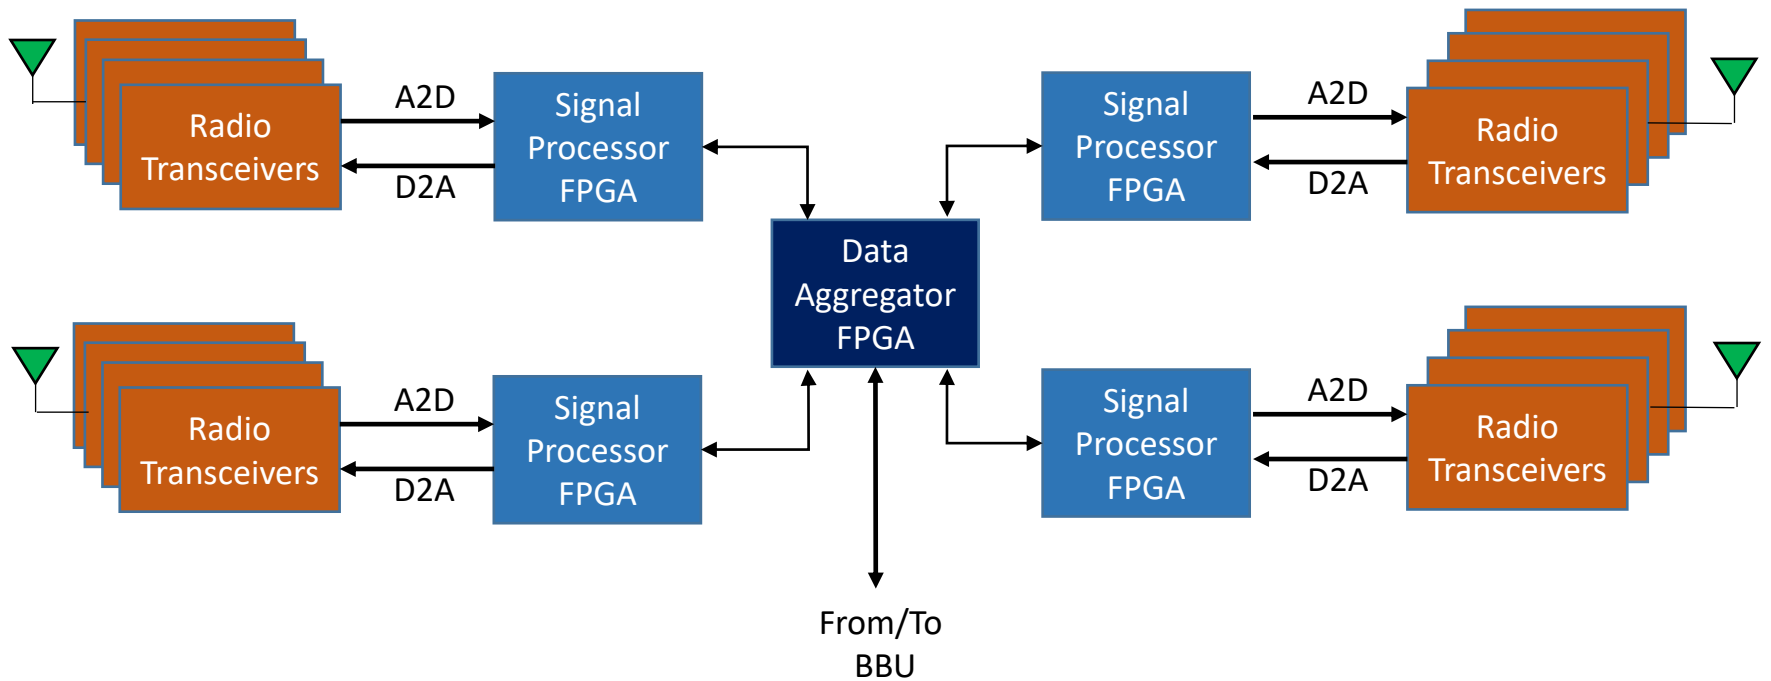 Radio
Transceivers
A2D
D2A
Signal
Processor
FPGA
Signal
Processor
FPGA
A2D
D2A
Radio
Transceivers
Data
Aggregator
FPGA
Radio
Transceivers
A2D
D2A
Signal
Processor
FPGA
Signal
Processor
FPGA
A2D
D2A
Radio
Transceivers
From/To
BBU